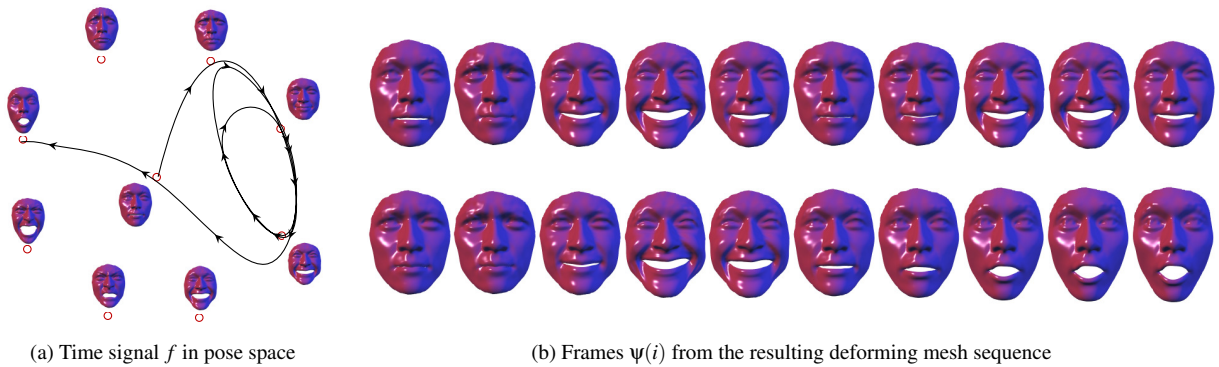 (a) Time signal f in pose space
(b) Frames ψ(i) from the resulting deforming mesh sequence